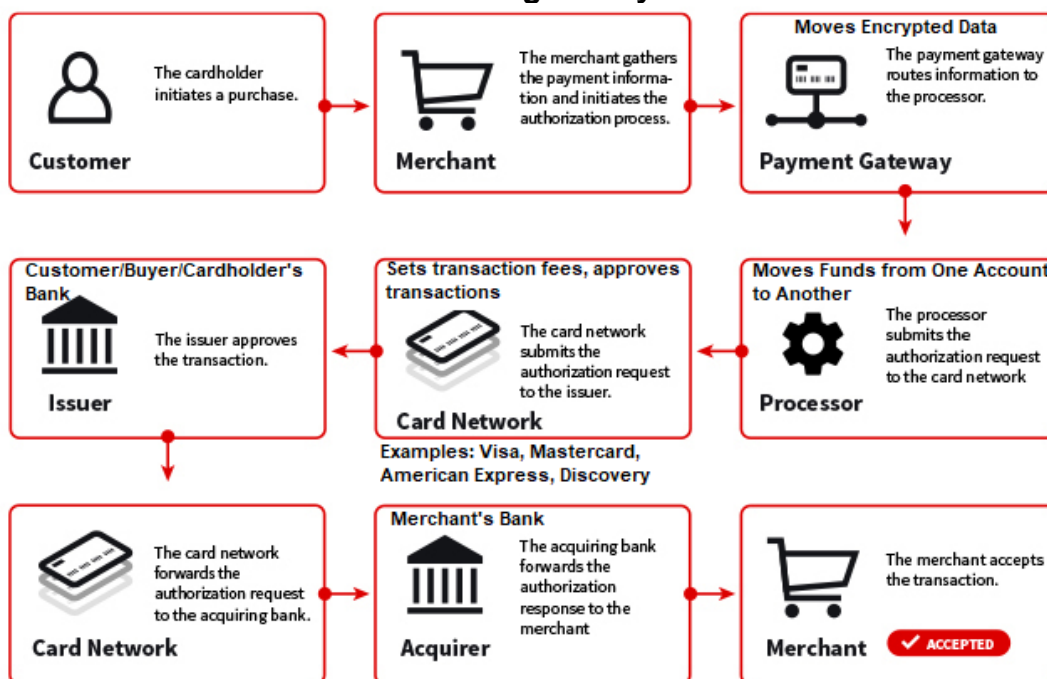 The cardholder
initiates a purchase.
Customer
The merchant gathers
the payment informa-
tion and initiates the
authorization process.
Merchant
Moves Encrypted Data
The payment gateway
routes information to
the processor.
Payment Gateway
Customer/Buyer/Cardholder's
Bank
The issuer approves
the transaction.
Issuer
Sets transaction fees, approves
transactions
The card network
submits the
authorization request
to the issuer.
Card Network
Examples: Visa, Mastercard,
American Express, Discovery
Moves Funds from One Account
to Another
The processor
submits the
authorization request
to the card network
Processor
The card network
forwards the
authorization request
to the acquiring bank.
Card Network
Merchant's Bank
The acquiring bank
forwards the
authorization
response to the
merchant
Acquirer
The merchant accepts
the transaction.
Merchant
ACCEPTED